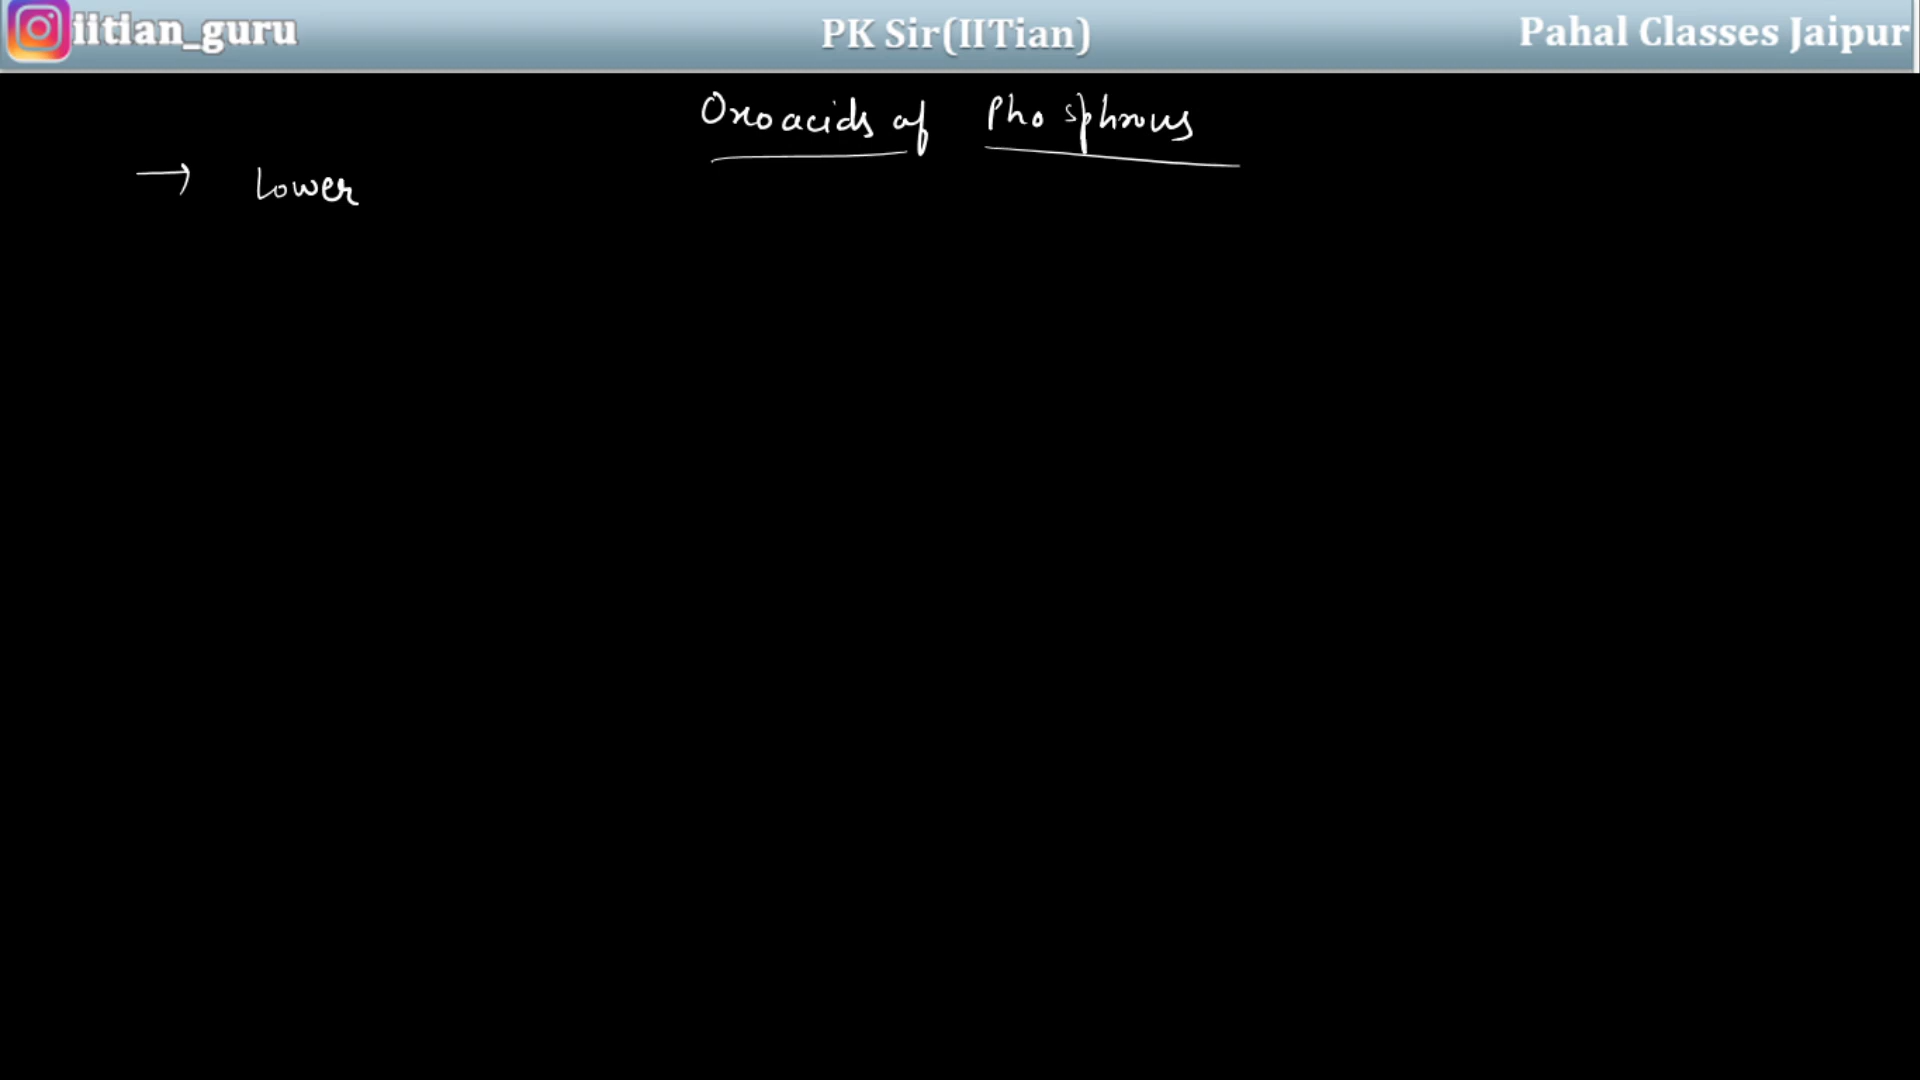 iitian_guru
PK Sir(IITian)
Pahal Classes Jaipur
Oxoacids of Phosphrous
→ Lower